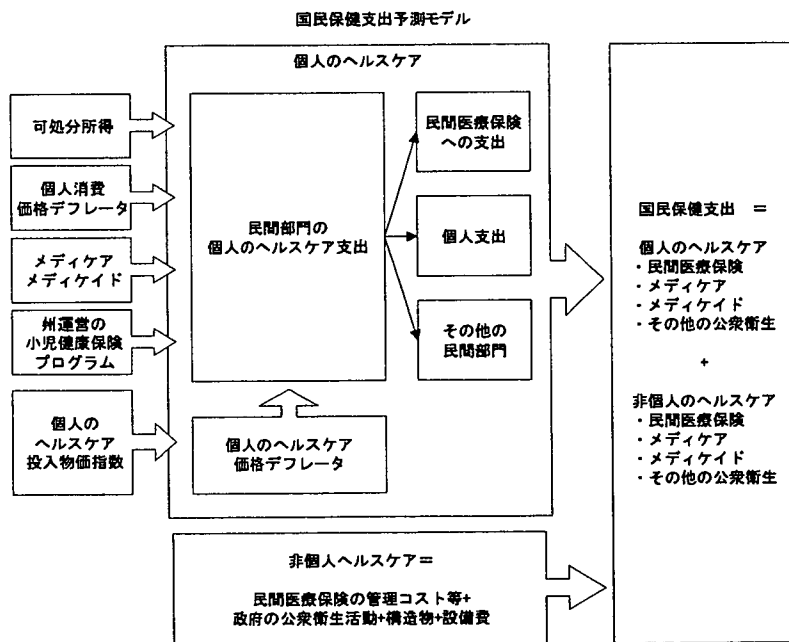 国民保健支出予測モデル
個人のヘルスケア
可処分所得
個人消費
価格デフレータ
メディケア
メディケイド
州運営の
小児健康保険
プログラム
個人の
ヘルスケア
投入物価指数
民間部門の
個人のヘルスケア支出
民間医療保険
への支出
個人支出
その他の
民間部門
個人のヘルスケア
価格デフレータ
非個人ヘルスケア＝
民間医療保険の管理コスト等+
政府の公衆衛生活動+構造物+設備費
国民保健支出 ＝
個人のヘルスケア
・民間医療保険
・メディケア
・メディケイド
・その他の公衆衛生
+
非個人のヘルスケア
・民間医療保険
・メディケア
・メディケイド
・その他の公衆衛生